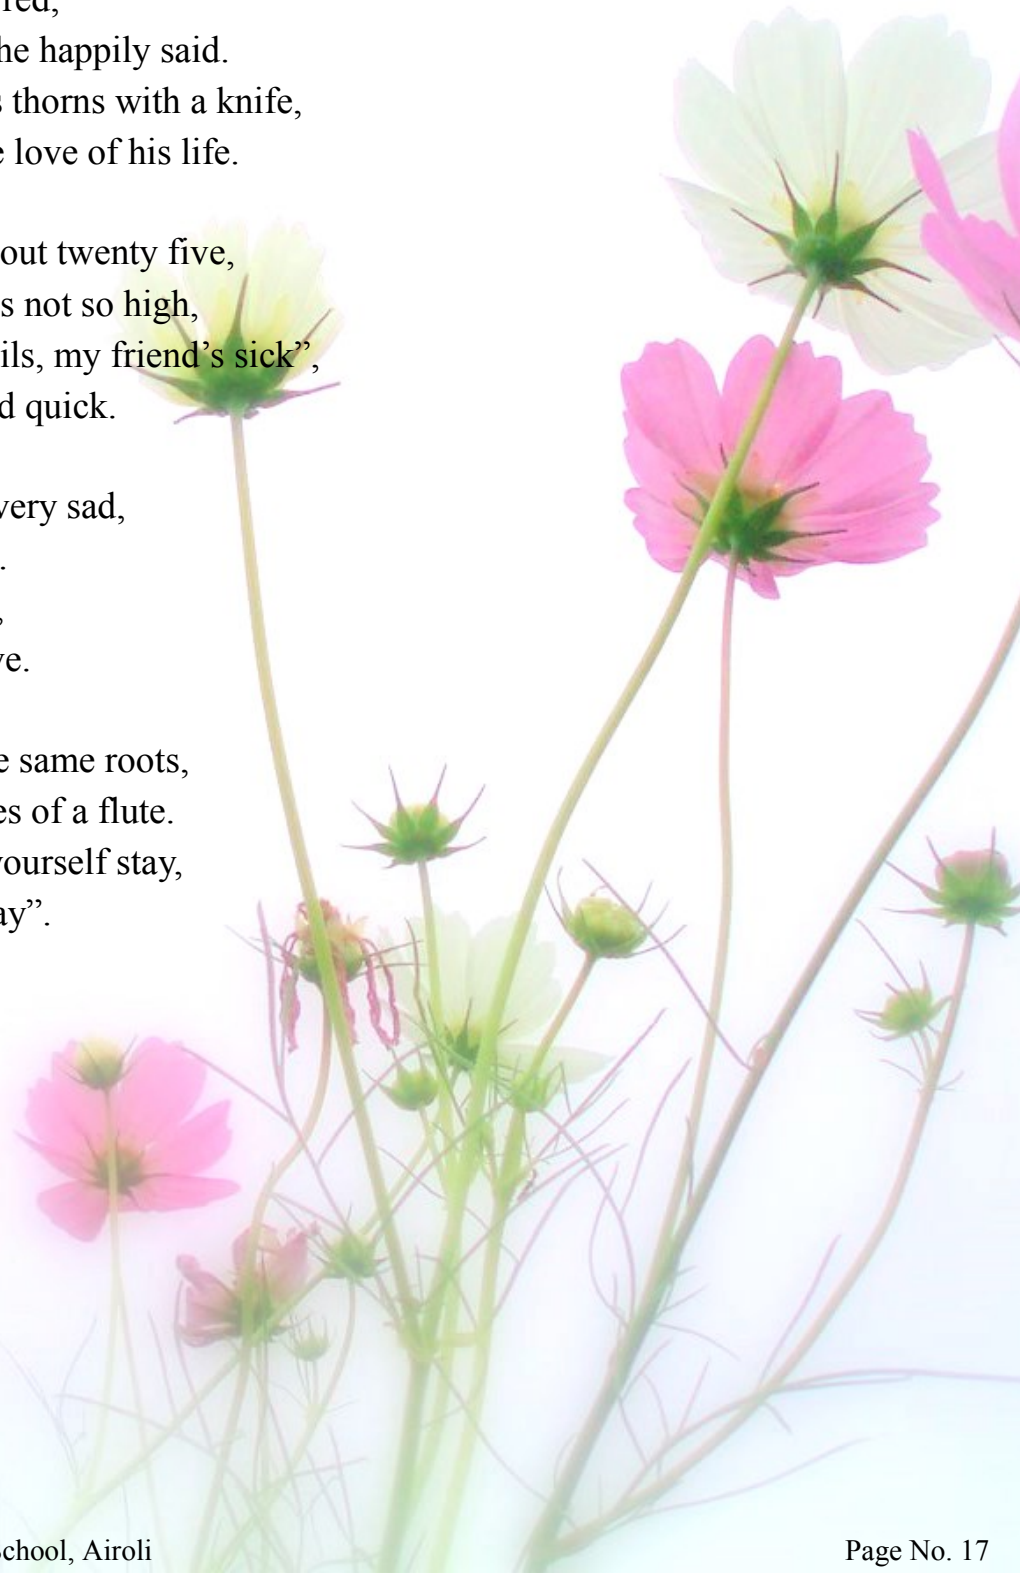 red,
he happily said.
s thorns with a knife,
e love of his life.
out twenty five,
s not so high,
ils, my friend’s sick”,
d quick.
very sad,
.
,
ve.
e same roots,
es of a flute.
yourself stay,
ay”.
School, Airoli
Page No. 17